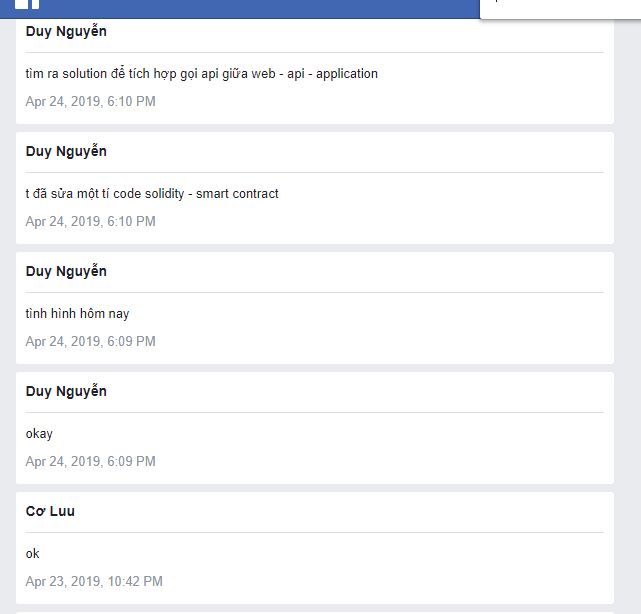 Duy Nguyễn
tìm ra solution để tích hợp gọi api giữa web - api - application
Apr 24, 2019, 6:10 PM
Duy Nguyễn
t đã sửa một tí code solidity - smart contract
Apr 24, 2019, 6:10 PM
Duy Nguyễn
tình hình hôm nay
Apr 24, 2019, 6:09 PM
Duy Nguyễn
okay
Apr 24, 2019, 6:09 PM
Cơ Luu
ok
Apr 23, 2019, 10:42 PM